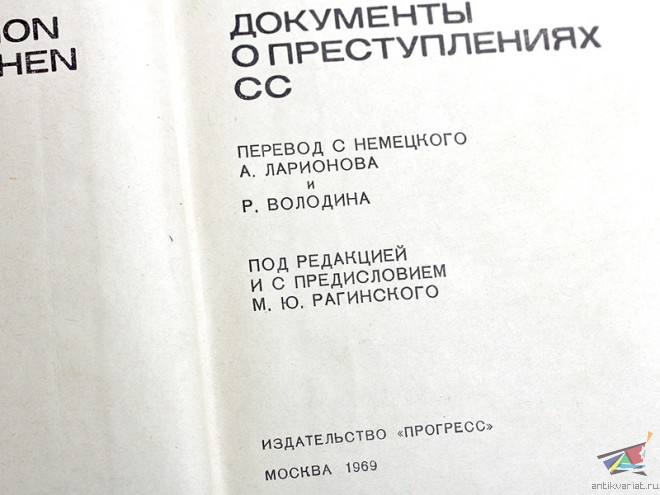 ON
HEN
ДОКУМЕНТЫ
О ПРЕСТУПЛЕНИЯХ
СС
ПЕРЕВОД С НЕМЕЦКОГО
А. ЛАРИОНОВА
и
Р. ВОЛОДИНА
ПОД РЕДАКЦИЕЙ
И С ПРЕДИСЛОВИЕМ
М. Ю. РАГИНСКОГО
ИЗДАТЕЛЬСТВО «ПРОГРЕСС»
МОСКВА 1969
antikvariat.ru